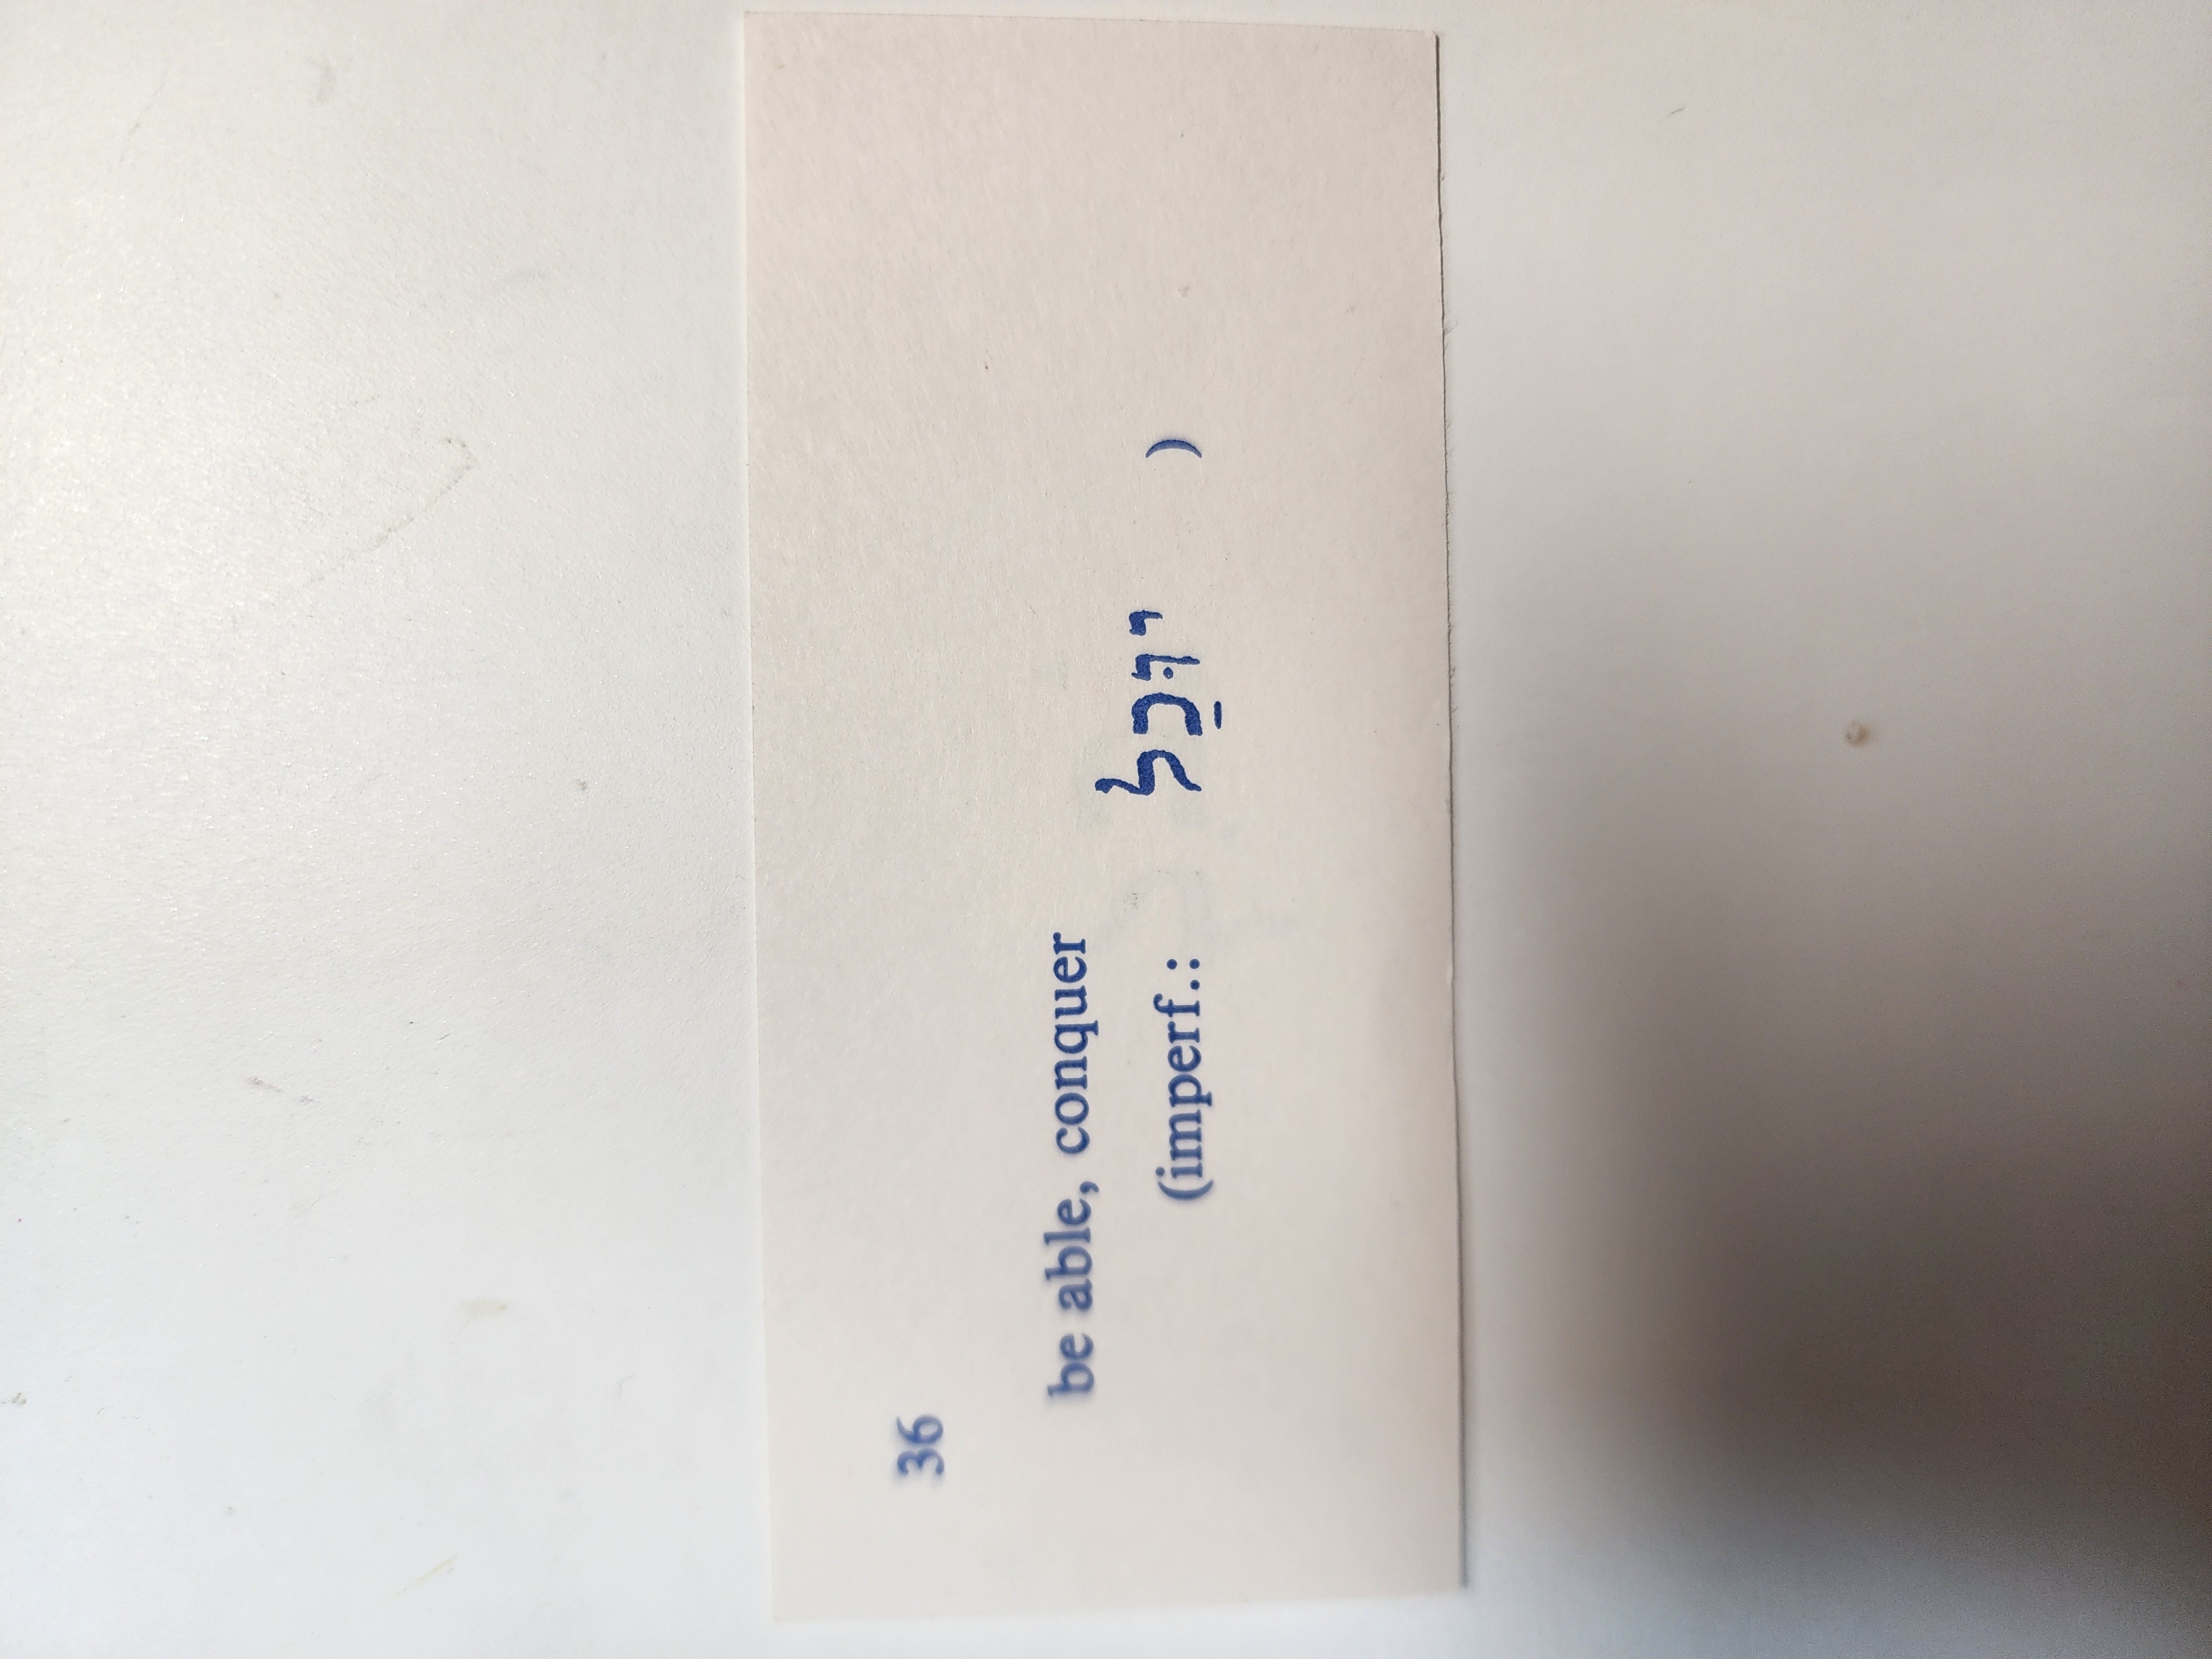 36
be able, conquer
(imperf.: יוּכַל )